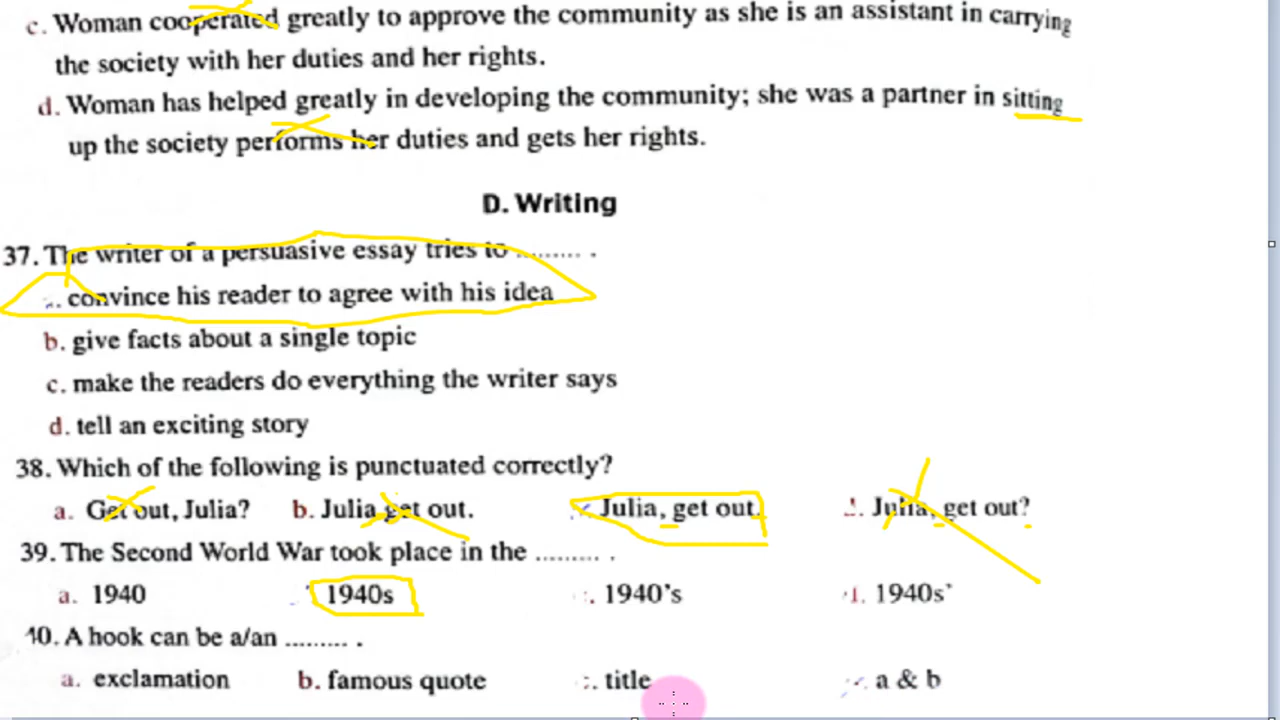 c. Woman cooperated greatly to approve the community as she is an assistant in carrying
the society with her duties and her rights.
d. Woman has helped greatly in developing the community; she was a partner in sitting
up the society performs her duties and gets her rights.
D. Writing
37. The writer of a persuasive essay tries to ......... .
convince his reader to agree with his idea
b. give facts about a single topic
c. make the readers do everything the writer says
d. tell an exciting story
38. Which of the following is punctuated correctly?
a. Get out, Julia? b. Julia get out. Julia, get out. Julia, get out?
39. The Second World War took place in the ......... .
a. 1940 1940s 1940's 1940s'
40. A hook can be a/an ......... .
a. exclamation b. famous quote title a & b